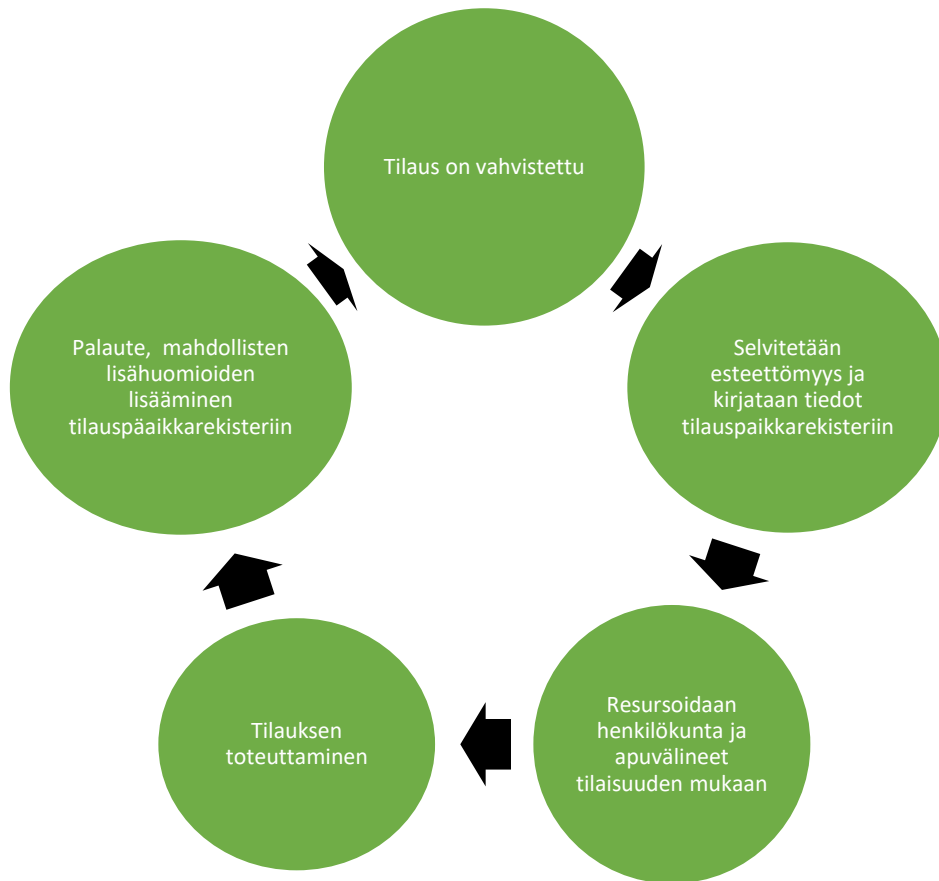 Tilaus on vahvistettu
Selvitetään
esteettömyys ja
kirjataan tiedot
tilauspaikkarekisteriin
Resursoidaan
henkilökunta ja
apuvälineet
tilaisuuden mukaan
Tilauksen
toteuttaminen
Palaute,  mahdollisten
lisähuomioiden
lisääminen
tilauspäaikkarekisteriin